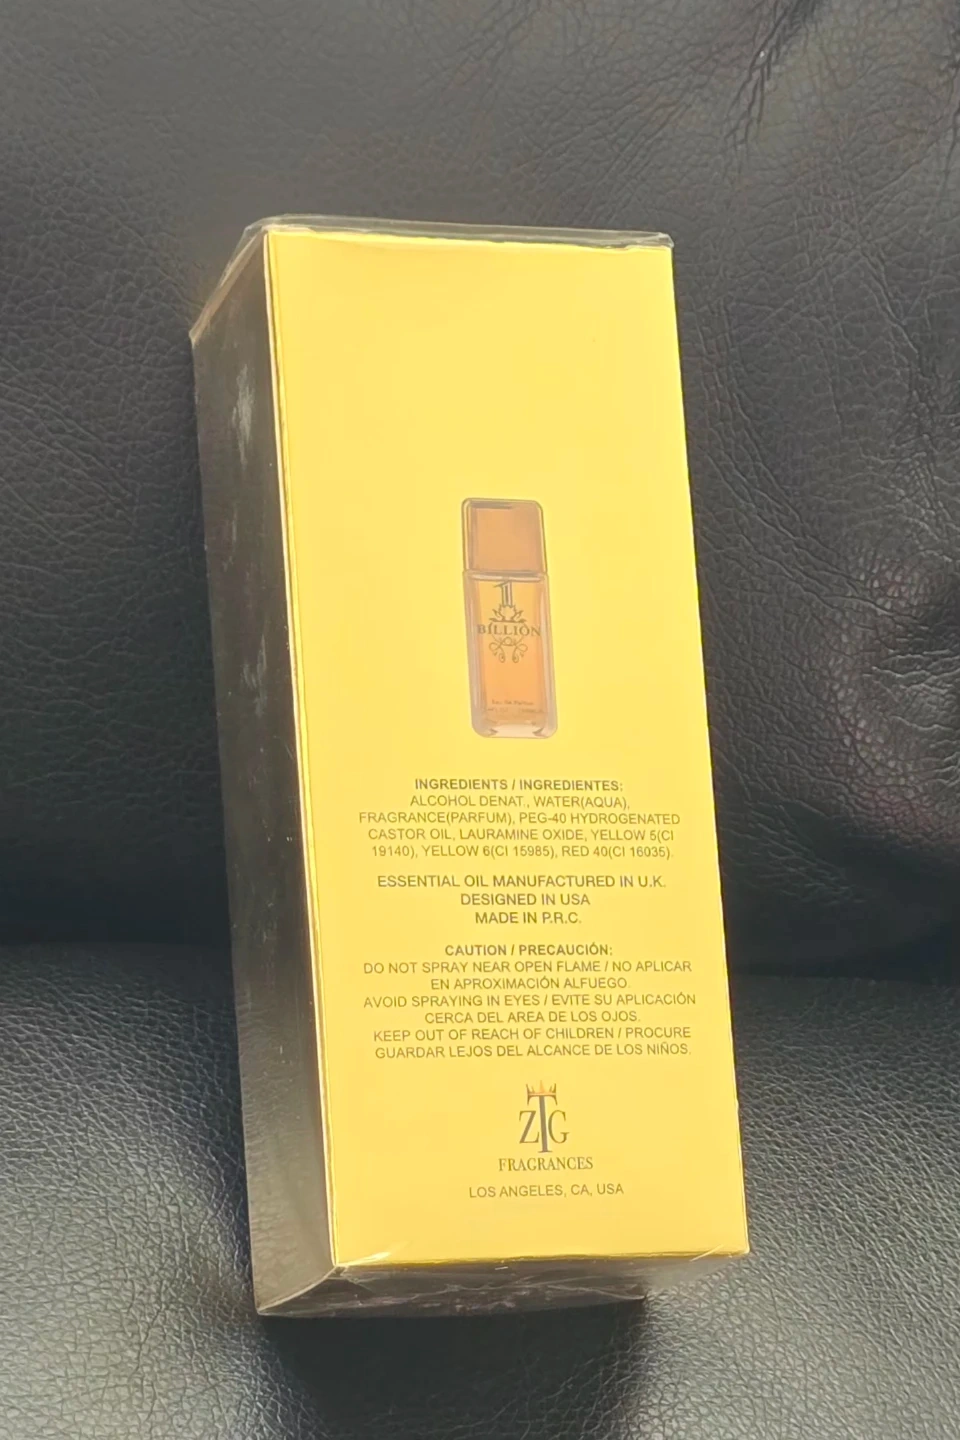 1
BILLION
Eau De Parfum
INGREDIENTS / INGREDIENTES:
ALCOHOL DENAT., WATER(AQUA),
FRAGRANCE(PARFUM), PEG-40 HYDROGENATED
CASTOR OIL, LAURAMINE OXIDE, YELLOW 5(CI
19140), YELLOW 6(CI 15985), RED 40(CI 16035).
ESSENTIAL OIL MANUFACTURED IN U.K.
DESIGNED IN USA
MADE IN P.R.C.
CAUTION / PRECAUCIÓN:
DO NOT SPRAY NEAR OPEN FLAME / NO APLICAR
EN APROXIMACIÓN ALFUEGO.
AVOID SPRAYING IN EYES / EVITE SU APLICACIÓN
CERCA DEL AREA DE LOS OJOS.
KEEP OUT OF REACH OF CHILDREN / PROCURE
GUARDAR LEJOS DEL ALCANCE DE LOS NIÑOS.
ZTG
FRAGRANCES
LOS ANGELES, CA, USA